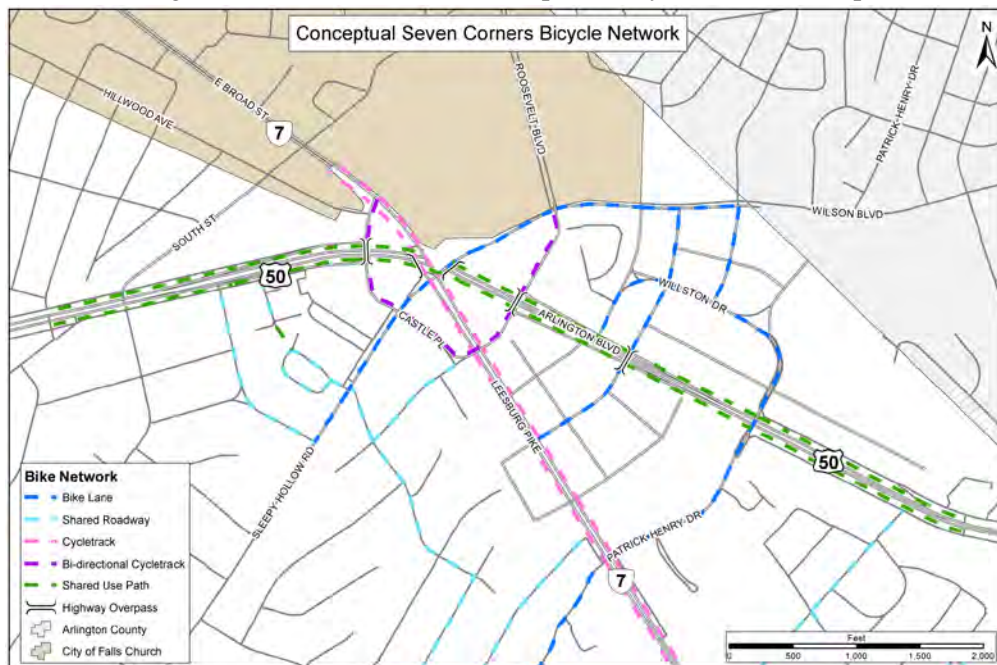 Conceptual Seven Corners Bicycle Network
N
E BROAD ST
HILLWOOD AVE
7
ROOSEVELT BLVD
PATRICK HENRY DR
WILSON BLVD
SOUTH ST
50
WILLSTON DR
ARLINGTON BLVD
CASTLE PL
LEESBURG PIKE
50
SLEEPY HOLLOW RD
PATRICK HENRY DR
7
Bike Network
Bike Lane
Shared Roadway
Cycletrack
Bi-directional Cycletrack
Shared Use Path
Highway Overpass
Arlington County
City of Falls Church
Feet
0 500 1,000 1,500 2,000